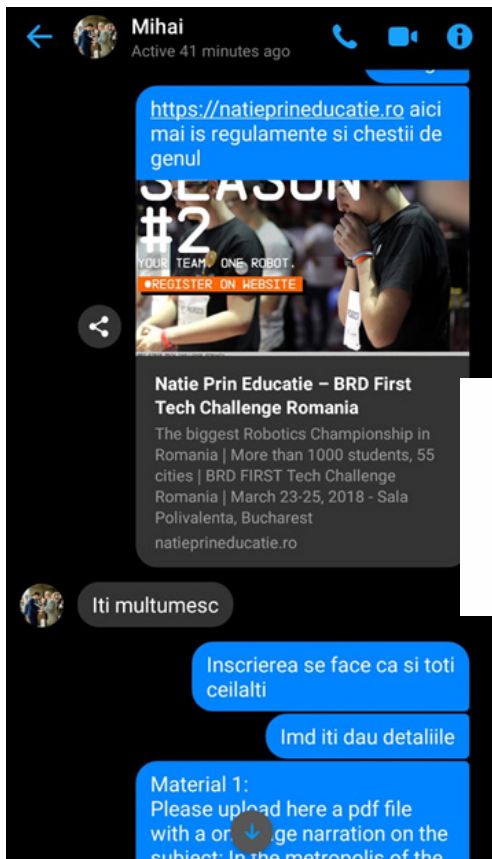 Mihai
Active 41 minutes ago
https://natieprineducatie.ro aici
mai is regulamente si chestii de
genul
SEASON
#2
YOUR TEAM. ONE ROBOT.
REGISTER ON WEBSITE
Natie Prin Educatie – BRD First
Tech Challenge Romania
The biggest Robotics Championship in
Romania | More than 1000 students, 55
cities | BRD FIRST Tech Challenge
Romania | March 23-25, 2018 - Sala
Polivalenta, Bucharest
natieprineducatie.ro
Iti multumesc
Inscrierea se face ca si toti
ceilalti
Imd iti dau detaliile
Material 1:
Please upload here a pdf file
with a narration on the
subject: In the metropolis of the